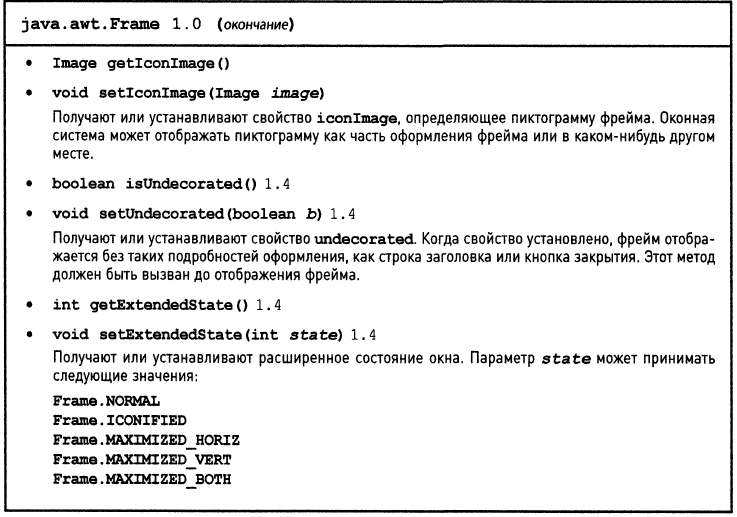 java.awt.Frame 1.0 (окончание)
• Image getIconImage()
• void setIconImage(Image image)
Получают или устанавливают свойство iconImage, определяющее пиктограмму фрейма. Оконная
система может отображать пиктограмму как часть оформления фрейма или в каком-нибудь другом
месте.
• boolean isUndecorated() 1.4
• void setUndecorated(boolean b) 1.4
Получают или устанавливают свойство undecorated. Когда свойство установлено, фрейм отобра-
жается без таких подробностей оформления, как строка заголовка или кнопка закрытия. Этот метод
должен быть вызван до отображения фрейма.
• int getExtendedState() 1.4
• void setExtendedState(int state) 1.4
Получают или устанавливают расширенное состояние окна. Параметр state может принимать
следующие значения:
Frame.NORMAL
Frame.ICONIFIED
Frame.MAXIMIZED_HORIZ
Frame.MAXIMIZED_VERT
Frame.MAXIMIZED_BOTH